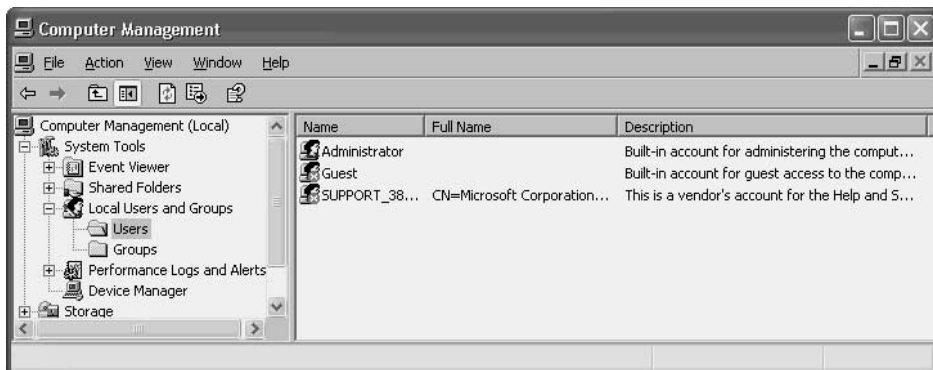 Computer Management
File Action View Window Help
Computer Management (Local)
System Tools
Event Viewer
Shared Folders
Local Users and Groups
Users
Groups
Performance Logs and Alerts
Device Manager
Storage
Name Full Name Description
Administrator Built-in account for administering the comput...
Guest Built-in account for guest access to the comp...
SUPPORT_38... CN=Microsoft Corporation... This is a vendor's account for the Help and S...